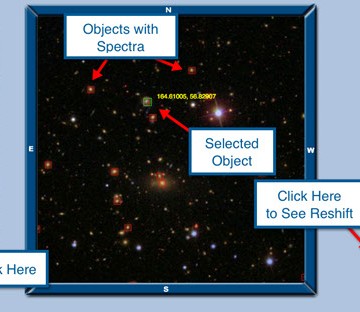 N
Objects with
Spectra
164.61005, 56.82907
E
Selected
Object
W
Click Here
to See Reshift
k Here
S